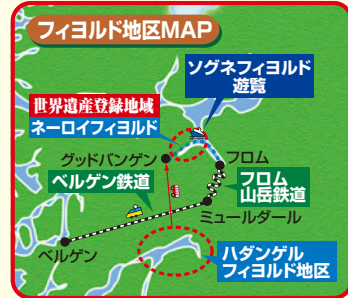 フィヨルド地区MAP
ソグネフィヨルド
遊覧
世界遺産登録地域
ネーロイフィヨルド
グッドバンゲン
フロム
ベルゲン鉄道
フロム
山岳鉄道
ミュールダール
ベルゲン
ハダンゲル
フィヨルド地区